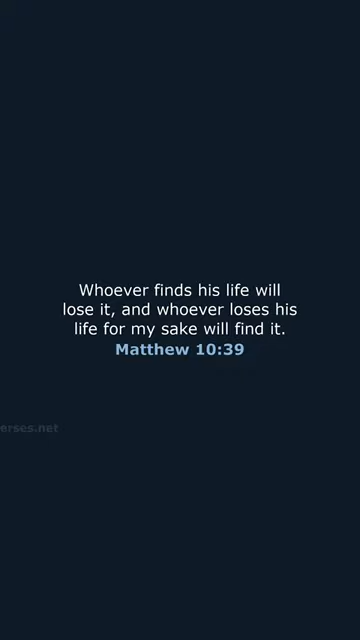 Whoever finds his life will
lose it, and whoever loses his
life for my sake will find it.
Matthew 10:39
erses.net